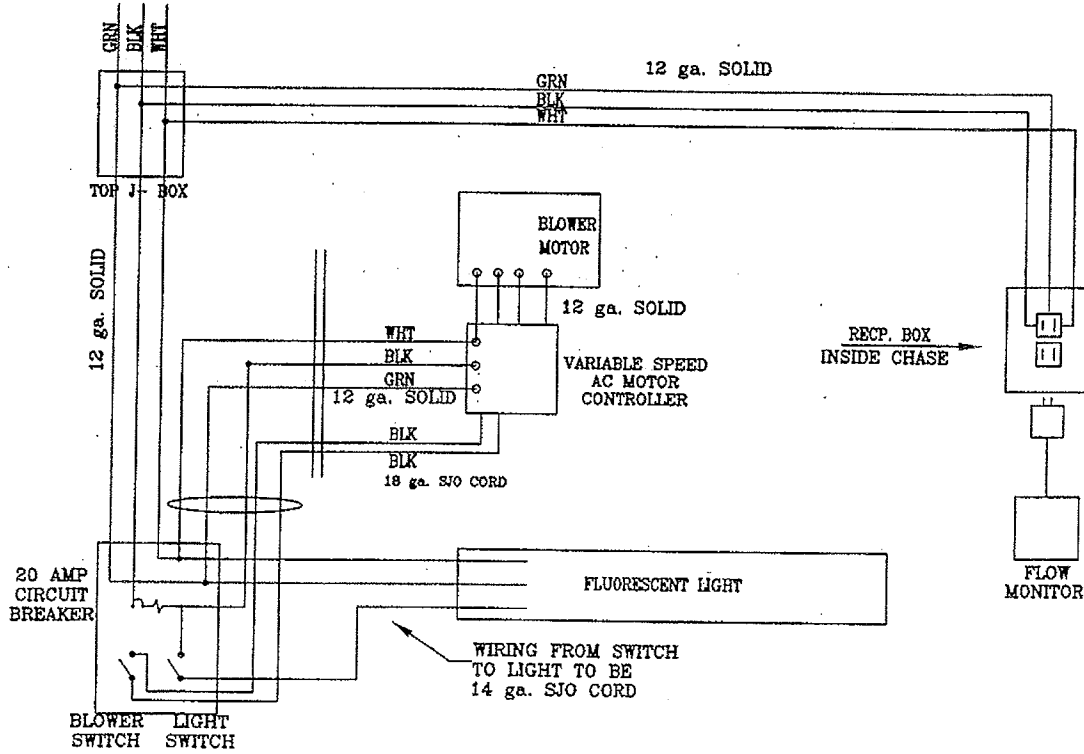 GRN
BLK
WHT
12 ga. SOLID
GRN
BLK
WHT
TOP J- BOX
12 ga. SOLID
BLOWER
MOTOR
12 ga. SOLID
WHT
BLK
GRN
12 ga. SOLID
VARIABLE SPEED
AC MOTOR
CONTROLLER
RECP. BOX
INSIDE CHASE
BLK
BLK
18 ga. SJO CORD
20 AMP
CIRCUIT
BREAKER
FLUORESCENT LIGHT
FLOW
MONITOR
WIRING FROM SWITCH
TO LIGHT TO BE
14 ga. SJO CORD
BLOWER
SWITCH
LIGHT
SWITCH